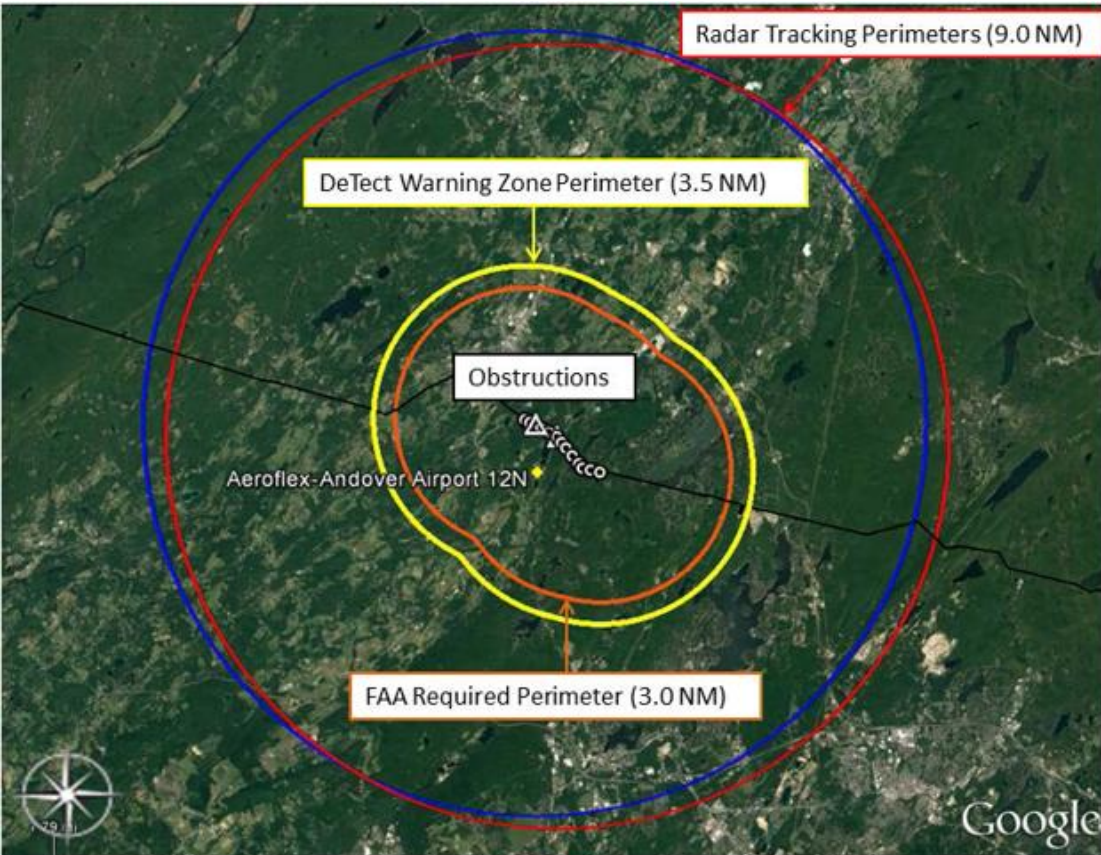 Radar Tracking Perimeters (9.0 NM)
DeTect Warning Zone Perimeter (3.5 NM)
Obstructions
Aeroflex-Andover Airport 12N
FAA Required Perimeter (3.0 NM)
Google